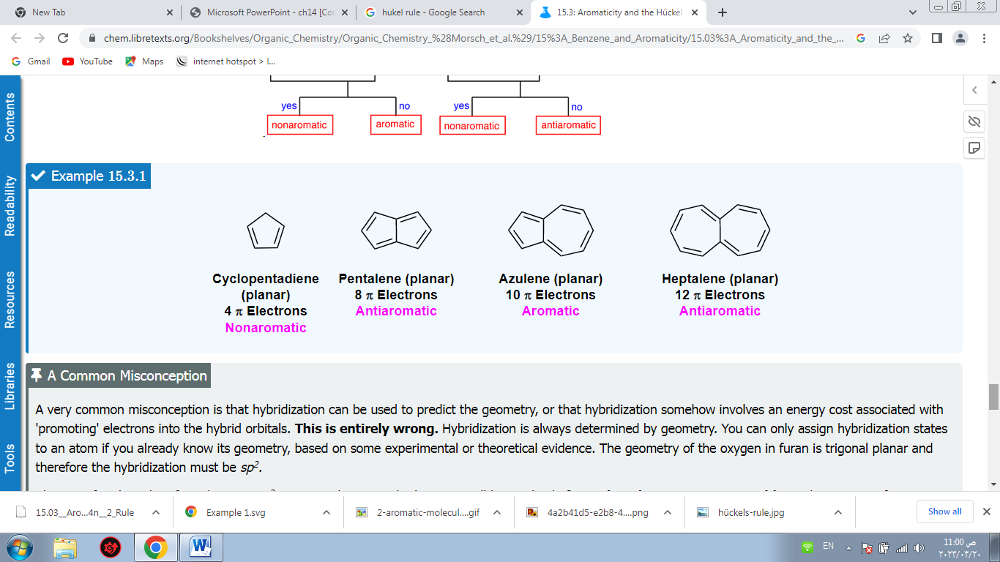 New Tab
Microsoft PowerPoint - ch14 [Co
hukel rule - Google Search
15.3: Aromaticity and the Hückel
chem.libretexts.org/Bookshelves/Organic_Chemistry/Organic_Chemistry_%28Morsch_et_al.%29/15%3A_Benzene_and_Aromaticity/15.03%3A_Aromaticity_and_the_...
Gmail
YouTube
Maps
internet hotspot > l...
Contents
Readability
Resources
Libraries
Tools
yes
no
yes
no
nonaromatic
aromatic
nonaromatic
antiaromatic
Example 15.3.1
Cyclopentadiene
(planar)
4 π Electrons
Nonaromatic
Pentalene (planar)
8 π Electrons
Antiaromatic
Azulene (planar)
10 π Electrons
Aromatic
Heptalene (planar)
12 π Electrons
Antiaromatic
A Common Misconception
A very common misconception is that hybridization can be used to predict the geometry, or that hybridization somehow involves an energy cost associated with
'promoting' electrons into the hybrid orbitals. This is entirely wrong. Hybridization is always determined by geometry. You can only assign hybridization states
to an atom if you already know its geometry, based on some experimental or theoretical evidence. The geometry of the oxygen in furan is trigonal planar and
therefore the hybridization must be sp².
15.03__Aro...4n__2_Rule
Example 1.svg
2-aromatic-molecul....gif
4a2b41d5-e2b8-4....png
hückels-rule.jpg
Show all
EN
11:00 ص
٢٠٢٣/٠٣/٢٠